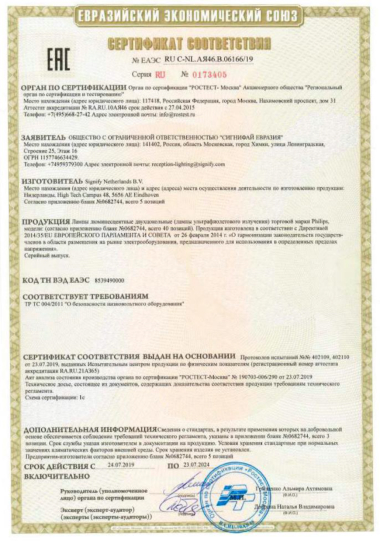 ЕВРАЗИЙСКИЙ ЭКОНОМИЧЕСКИЙ СОЮЗ
ЕАС
СЕРТИФИКАТ СООТВЕТСТВИЯ
№ ЕАЭС RU С-NL.АЯ46.В.06166/19
Серия RU № 0173405
ОРГАН ПО СЕРТИФИКАЦИИ Орган по сертификации "РОСТЕСТ- Москва" Акционерного общества "Региональный
орган по сертификации и тестированию"
Место нахождения (адрес юридического лица): 117418, Российская Федерация, город Москва, Нахимовский проспект, дом 31
Аттестат аккредитации № RA.RU.10АЯ46 срок действия с 27.04.2015
Телефон: +7(495)668-27-42 Адрес электронной почты: info@rostest.ru
ЗАЯВИТЕЛЬ ОБЩЕСТВО С ОГРАНИЧЕННОЙ ОТВЕТСТВЕННОСТЬЮ "СИГНИФАЙ ЕВРАЗИЯ"
Место нахождения (адрес юридического лица): 141402, Россия, область Московская, город Химки, улица Ленинградская,
Строение 25, Этаж 16
ОГРН 1157746634429.
Телефон: +74959379300 Адрес электронной почты: reception-lighting@signify.com
ИЗГОТОВИТЕЛЬ Signify Netherlands B.V.
Место нахождения (адрес юридического лица) и адрес (адреса) места осуществления деятельности по изготовлению продукции:
Нидерланды, High Tech Campus 48, 5656 AE Eindhoven
Согласно приложению бланк №0682744, всего 5 позиций
ПРОДУКЦИЯ Лампы люминесцентные двухцокольные (лампы ультрафиолетового излучения) торговой марки Philips,
модели: (согласно приложению бланк №0682744, всего 40 позиций). Продукция изготовлена в соответствии с Директивой
2014/35/EU ЕВРОПЕЙСКОГО ПАРЛАМЕНТА И СОВЕТА от 26 февраля 2014 г. «О гармонизации законодательств государств-
членов в области размещения на рынке электрооборудования, предназначенного для использования в определенных пределах
напряжения».
Серийный выпуск.
КОД ТН ВЭД ЕАЭС 8539490000
СООТВЕТСТВУЕТ ТРЕБОВАНИЯМ
ТР ТС 004/2011 "О безопасности низковольтного оборудования"
СЕРТИФИКАТ СООТВЕТСТВИЯ ВЫДАН НА ОСНОВАНИИ Протоколов испытаний №№ 402109, 402110
от 23.07.2019, выданных Испытательным центром продукции по физическим показателям (регистрационный номер аттестата
аккредитации RA.RU.21АЯ65)
Акт анализа состояния производства органа по сертификации "РОСТЕСТ-Москва" № 190703-006/290 от 23.07.2019
Техническое досье, состоящее из документов, содержащих доказательства соответствия продукции требованиям технического
регламента.
Схема сертификации: 1с
ДОПОЛНИТЕЛЬНАЯ ИНФОРМАЦИЯ Сведения о стандартах, в результате применения которых на добровольной
основе обеспечивается соблюдение требований технического регламента, указаны в приложении бланк №0682744, всего 3
позиции. Срок службы указан изготовителем в документации на продукцию. Условия хранения стандартные при нормальных
значениях климатических факторов внешней среды. Срок хранения изделия не установлен.
Предприятия-изготовители согласно приложению бланк №0682744, всего 5 позиций
СРОК ДЕЙСТВИЯ С 24.07.2019 ПО 23.07.2024
ВКЛЮЧИТЕЛЬНО
Руководитель (уполномоченное
лицо) органа по сертификации
Альмира Ахтямовна
(Ф.И.О.)
Эксперт (эксперт-аудитор)
(эксперты (эксперты-аудиторы))
Наталья Владимировна
(Ф.И.О.)